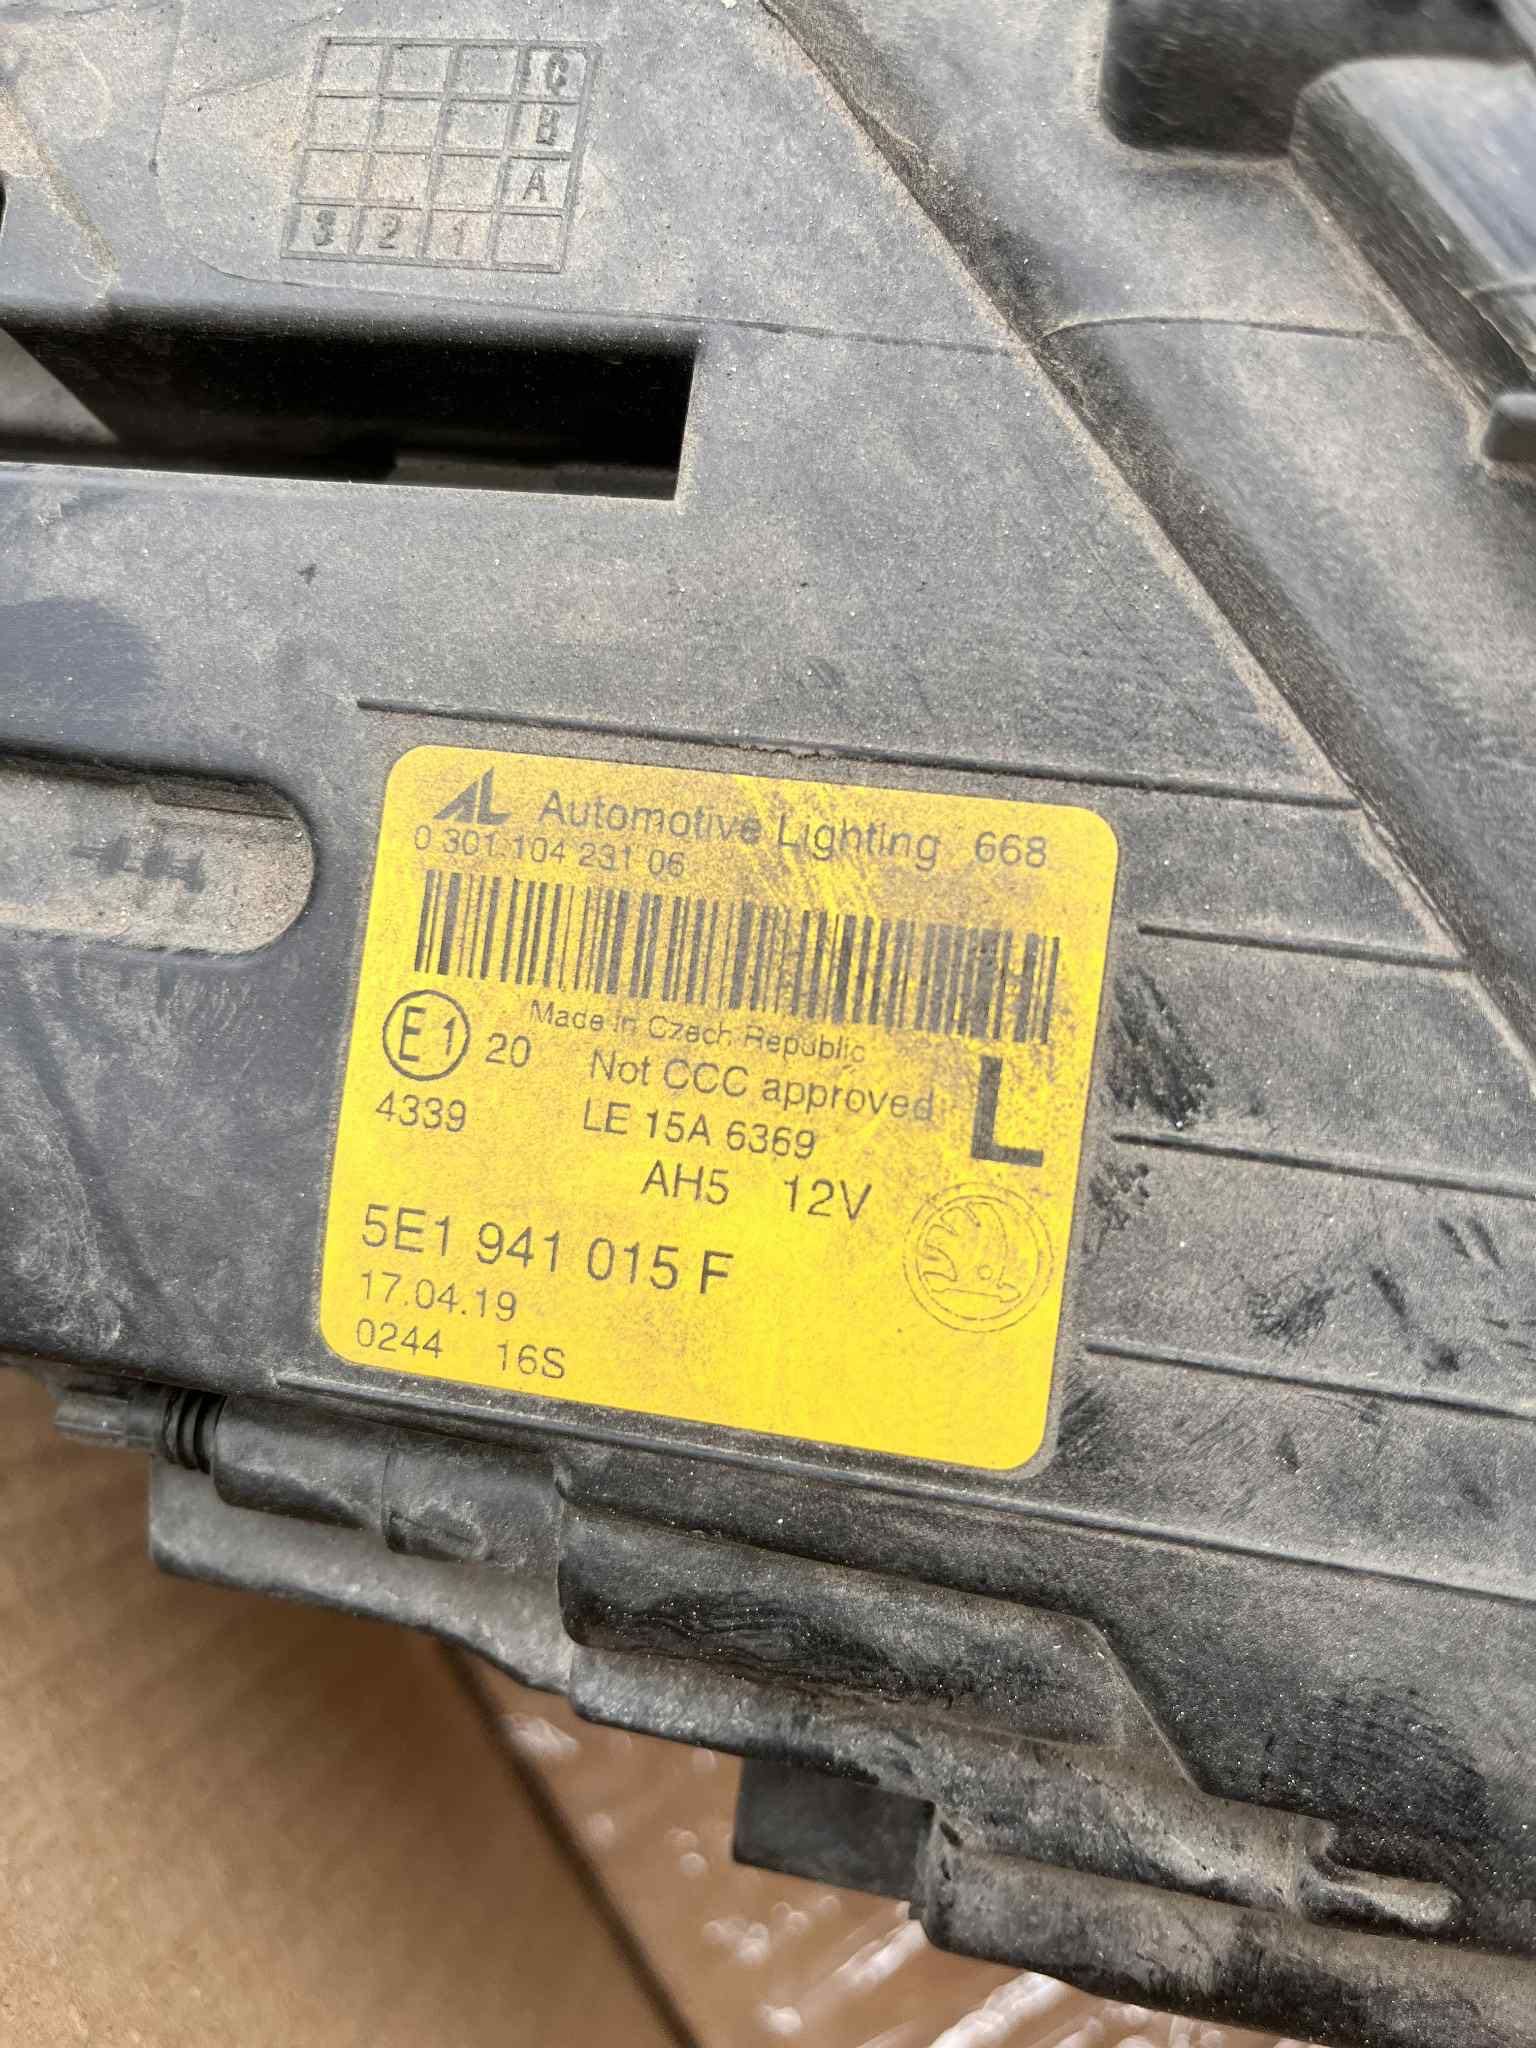 C
B
A
3 2 1
AL Automotive Lighting 668
0 301 104 231 06
Made in Czech Republic
E1 20 Not CCC approved L
4339 LE 15A 6369
AH5 12V
5E1 941 015 F
17.04.19
0244 16S